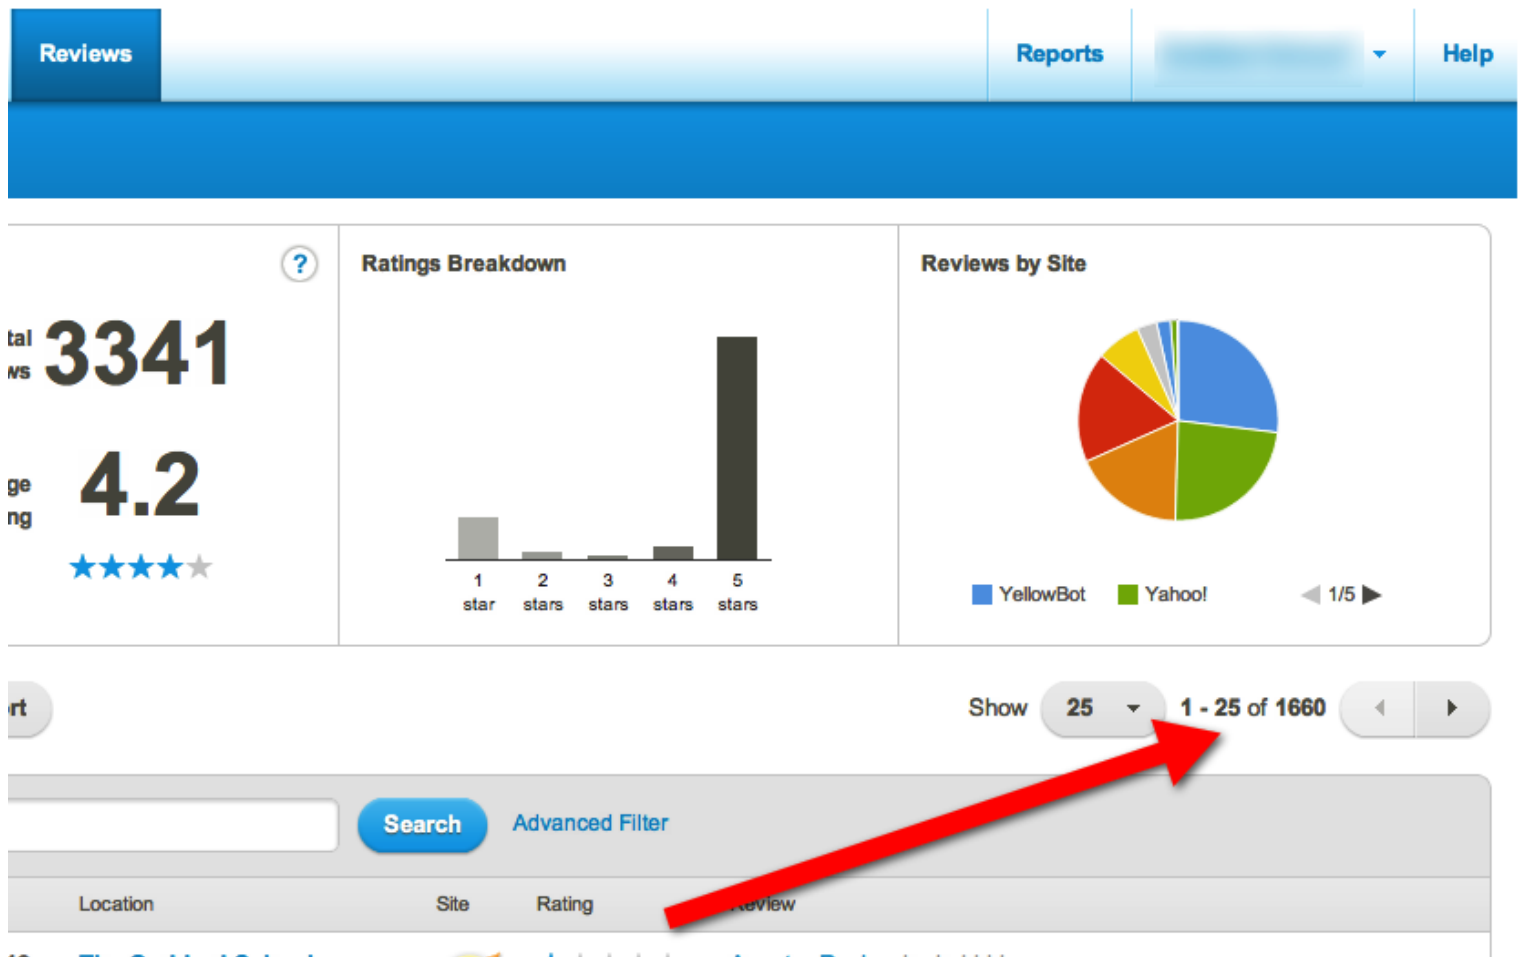 Reviews
Reports
Help
?
Ratings Breakdown
Reviews by Site
3341
4.2
1 star
2 stars
3 stars
4 stars
5 stars
YellowBot
Yahoo!
1/5
Show 25 1 - 25 of 1660
Search
Advanced Filter
Location Site Rating Review